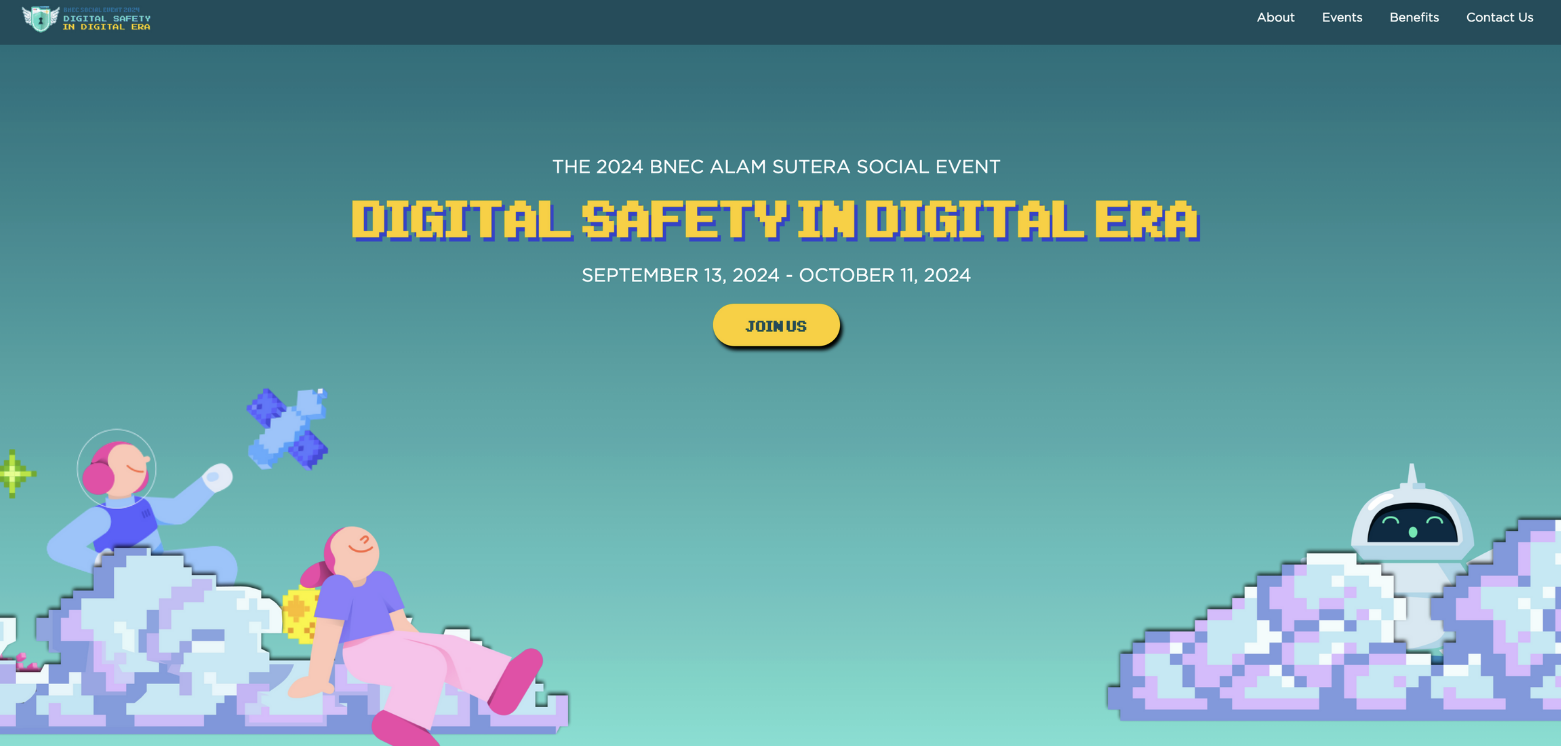 BNEC SOCIAL EVENT 2024
DIGITAL SAFETY
IN DIGITAL ERA
About
Events
Benefits
Contact Us
THE 2024 BNEC ALAM SUTERA SOCIAL EVENT
DIGITAL SAFETY IN DIGITAL ERA
SEPTEMBER 13, 2024 - OCTOBER 11, 2024
JOIN US